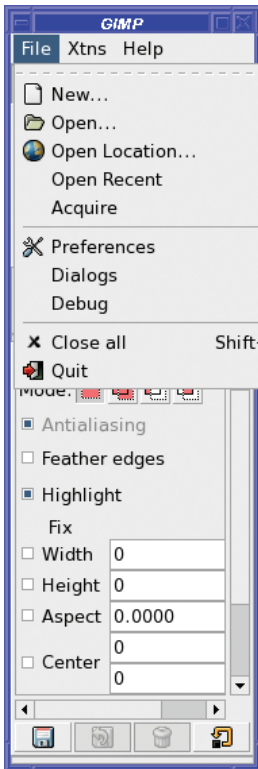 GIMP
File Xtns Help
New...
Open...
Open Location...
Open Recent
Acquire
Preferences
Dialogs
Debug
Close all Shift-
Quit
Mode:
Antialiasing
Feather edges
Highlight
Fix
Width 0
Height 0
Aspect 0.0000
0
Center
0